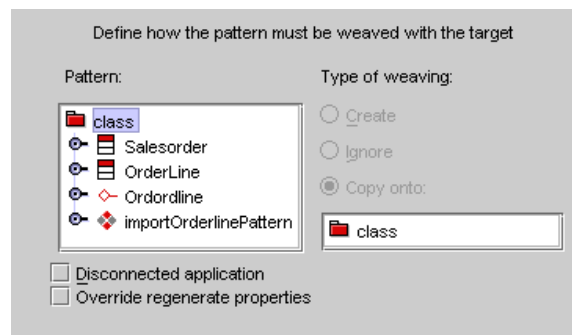 Define how the pattern must be weaved with the target
Pattern:
Type of weaving:
class
Salesorder
OrderLine
Ordordline
importOrderlinePattern
Create
Ignore
Copy onto:
class
Disconnected application
Override regenerate properties